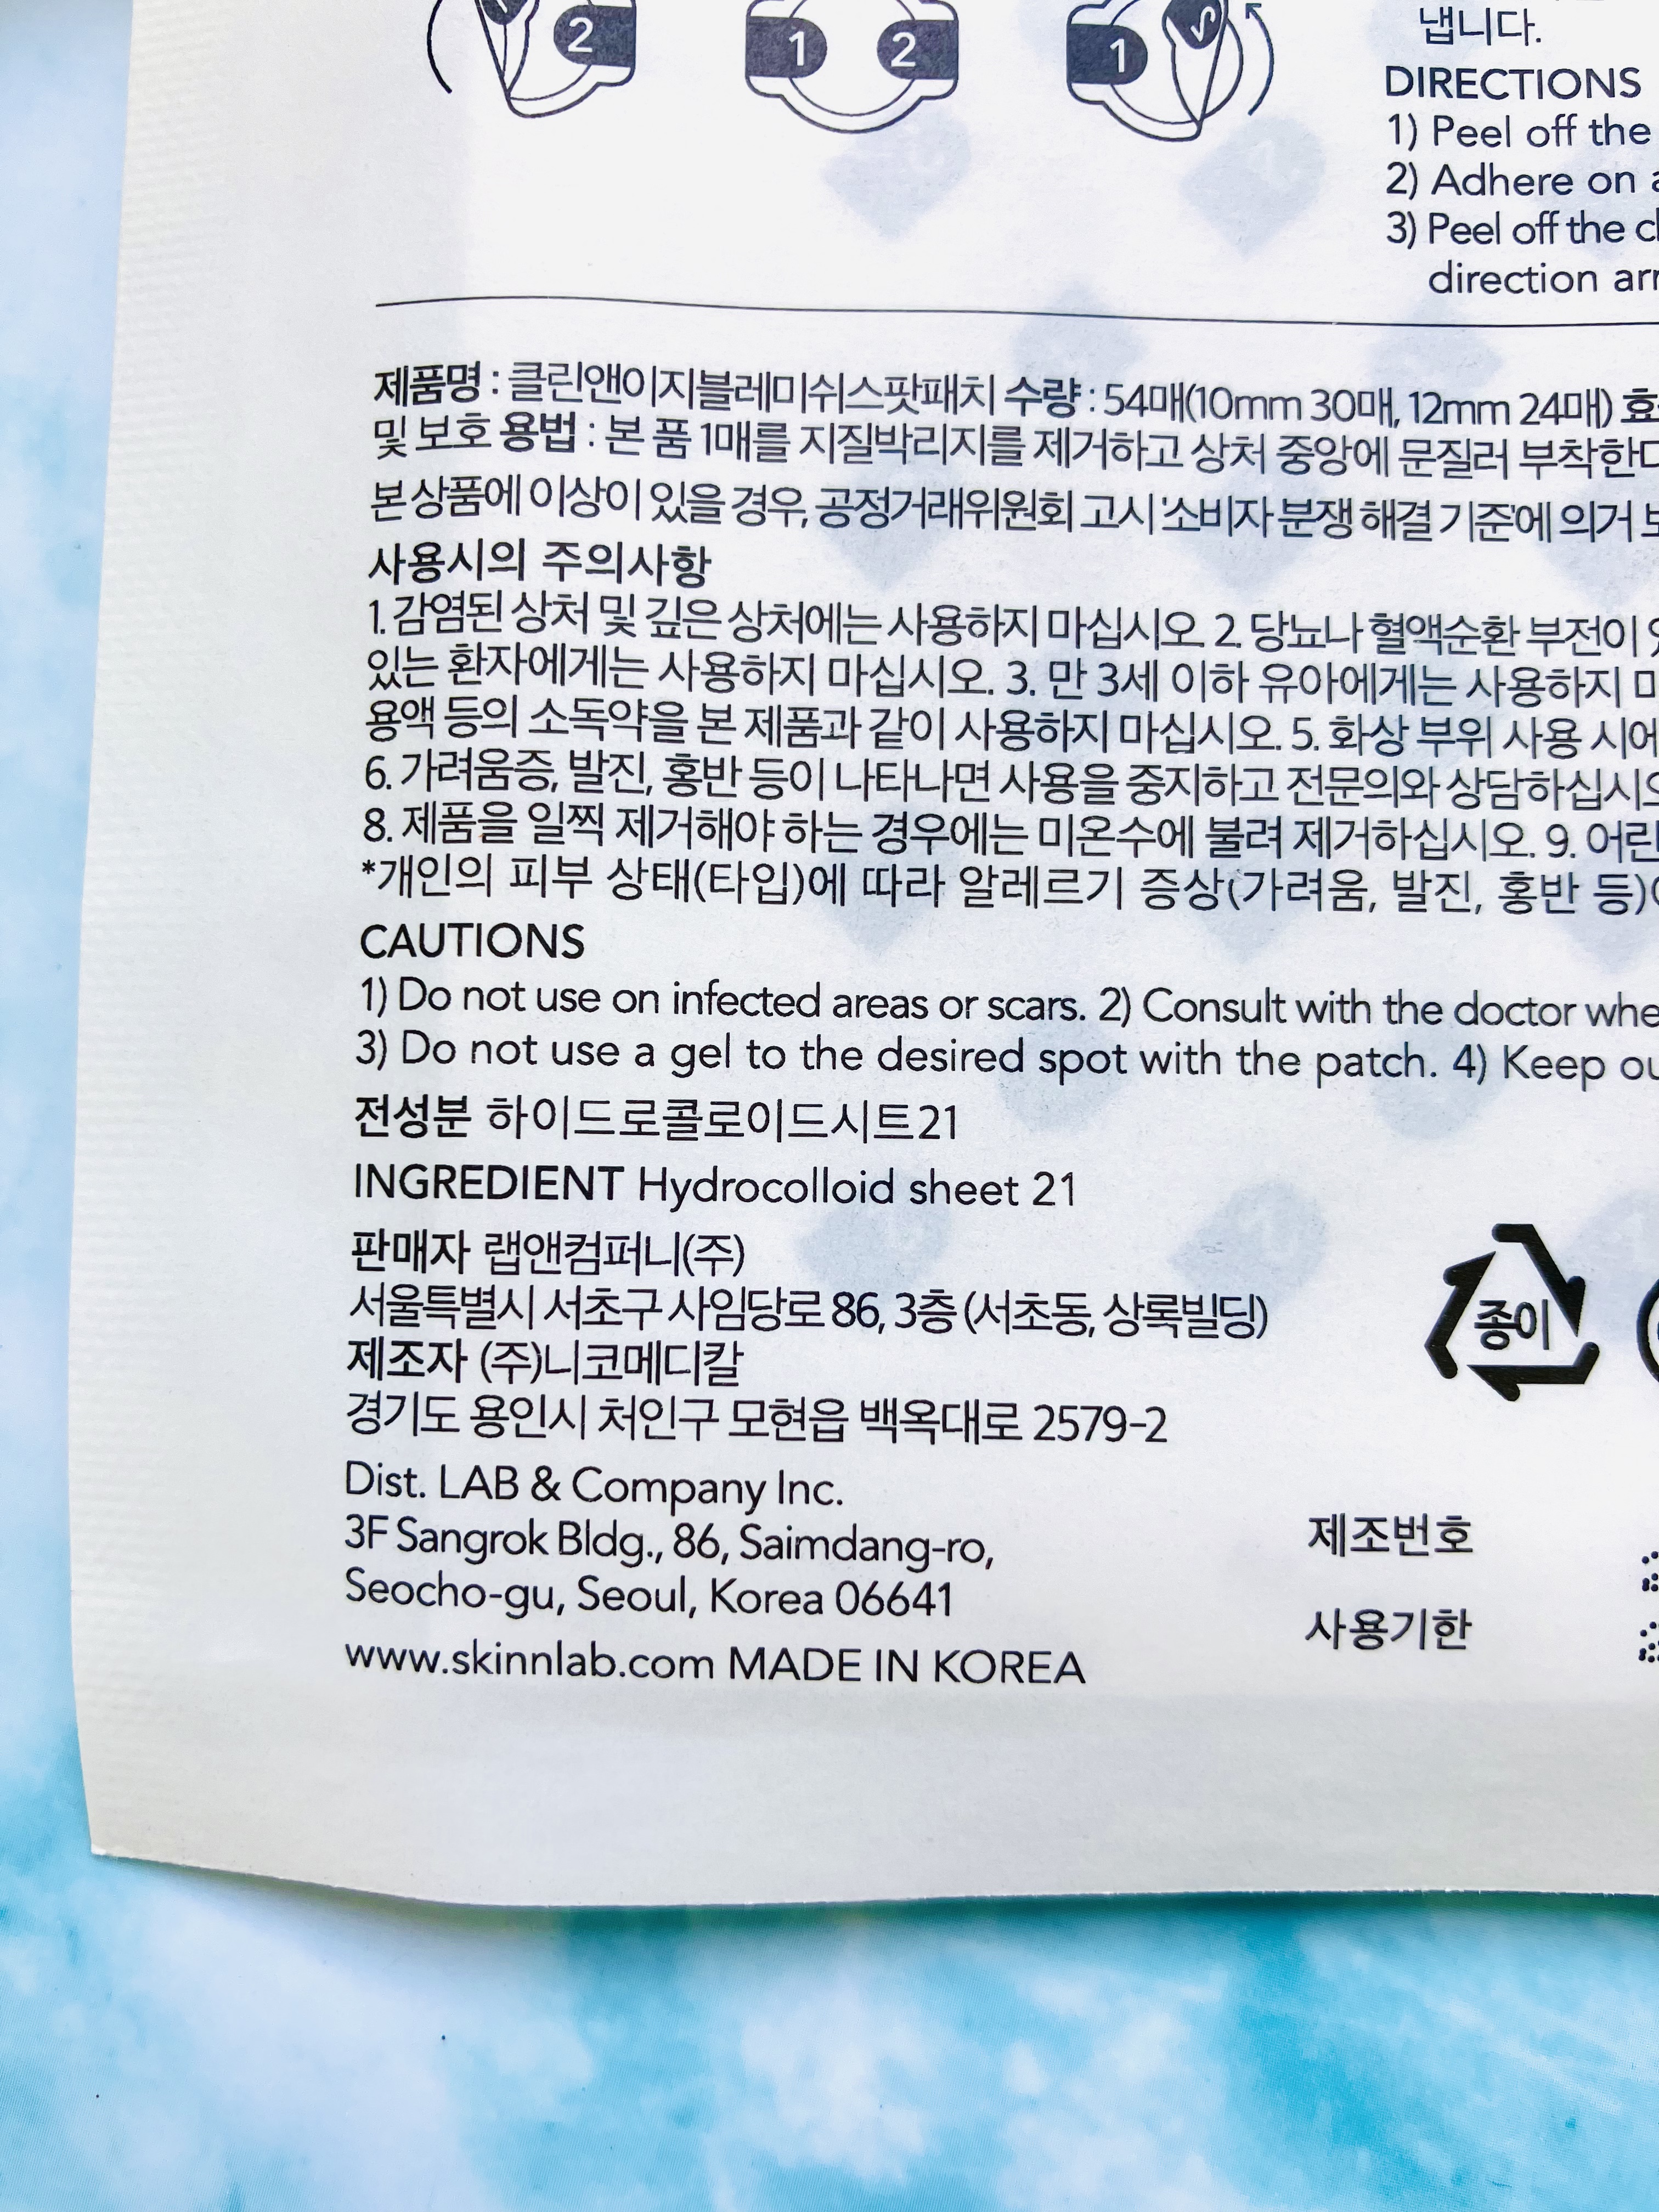 2
1 2
1
냅니다.
DIRECTIONS
1) Peel off the
2) Adhere on
3) Peel off the
direction
제품명 : 클린앤이지블레미쉬스팟패치 수량 : 54매(10mm 30매, 12mm 24매)
및 보호 용법 : 본 품 1매를 지질박리지를 제거하고 상처 중앙에 문질러 부착한
본상품에 이상이 있을 경우, 공정거래위원회 고시 '소비자 분쟁 해결 기준'에 의거
사용시의 주의사항
1. 감염된 상처 및 깊은 상처에는 사용하지 마십시오. 2. 당뇨나 혈액순환 부전이
있는 환자에게는 사용하지 마십시오. 3. 만 3세 이하 유아에게는 사용하지
용액 등의 소독약을 본 제품과 같이 사용하지 마십시오. 5. 화상 부위 사용 시에
6. 가려움증, 발진, 홍반 등이 나타나면 사용을 중지하고 전문의와 상담하십시오
8. 제품을 일찍 제거해야 하는 경우에는 미온수에 불려 제거하십시오. 9. 어린
*개인의 피부 상태(타입)에 따라 알레르기 증상(가려움, 발진, 홍반 등)
CAUTIONS
1) Do not use on infected areas or scars. 2) Consult with the doctor
3) Do not use a gel to the desired spot with the patch. 4) Keep
전성분 하이드로콜로이드시트21
INGREDIENT Hydrocolloid sheet 21
판매자 랩앤컴퍼니(주)
서울특별시 서초구 사임당로 86, 3층 (서초동, 상록빌딩)
종이
제조자 (주)니코메디칼
경기도 용인시 처인구 모현읍 백옥대로 2579-2
Dist. LAB & Company Inc.
3F Sangrok Bldg., 86, Saimdang-ro,
Seocho-gu, Seoul, Korea 06641
www.skinnlab.com MADE IN KOREA
제조번호
사용기한